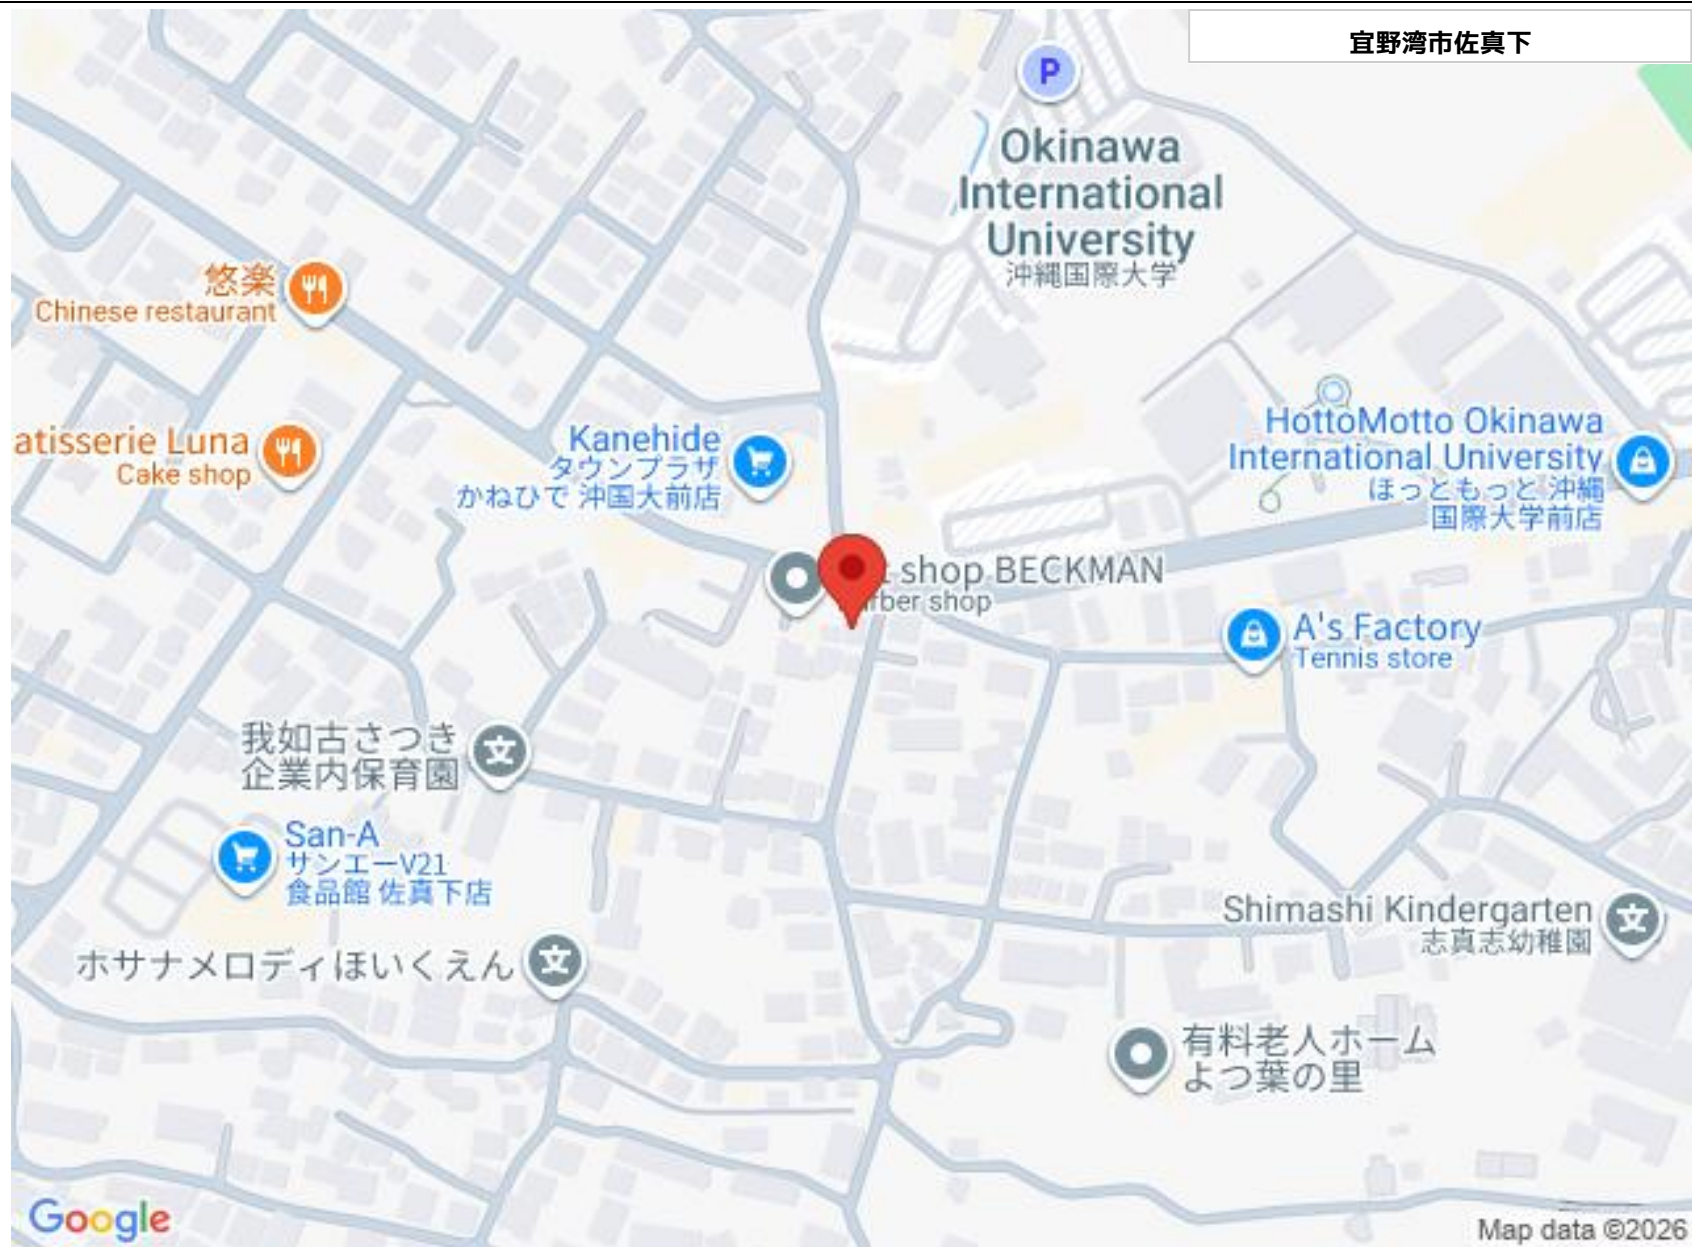 宜野湾市佐真下
P
Okinawa
International
University
沖縄国際大学
悠楽
Chinese restaurant
atisserie Luna
Cake shop
Kanehide
タウンプラザ
かねひで 沖国大前店
HottoMotto Okinawa
International University
ほっともっと 沖縄
国際大学前店
shop BECKMAN
rber shop
A's Factory
Tennis store
我如古さつき
企業内保育園
San-A
サンエーV21
食品館 佐真下店
Shimashi Kindergarten
志真志幼稚園
ホサナメロディほいくえん
有料老人ホーム
よつ葉の里
Google
Map data ©2026